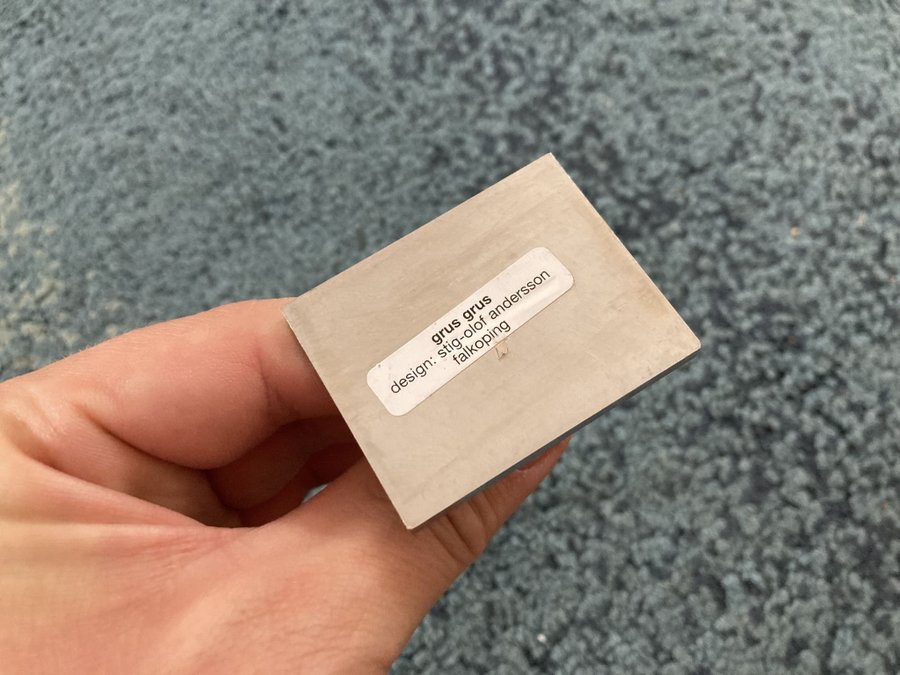 grus grus
design: stig-olof andersson
falkoping